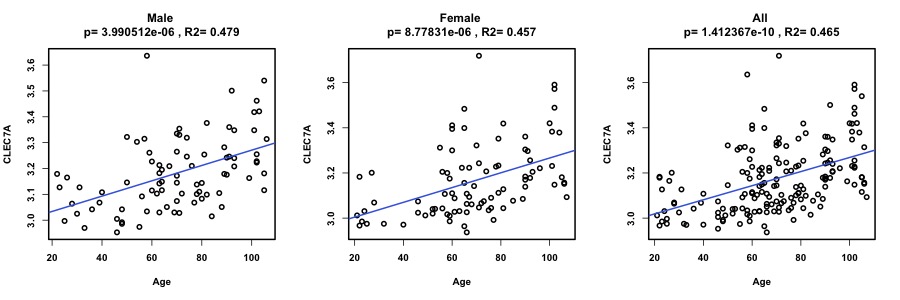 Male
p= 3.990512e-06 , R2= 0.479
CLEC7A
3.0 3.1 3.2 3.3 3.4 3.5 3.6
20 40 60 80 100
Age
Female
p= 8.77831e-06 , R2= 0.457
CLEC7A
3.0 3.2 3.4 3.6
20 40 60 80 100
Age
All
p= 1.412367e-10 , R2= 0.465
CLEC7A
3.0 3.2 3.4 3.6
20 40 60 80 100
Age